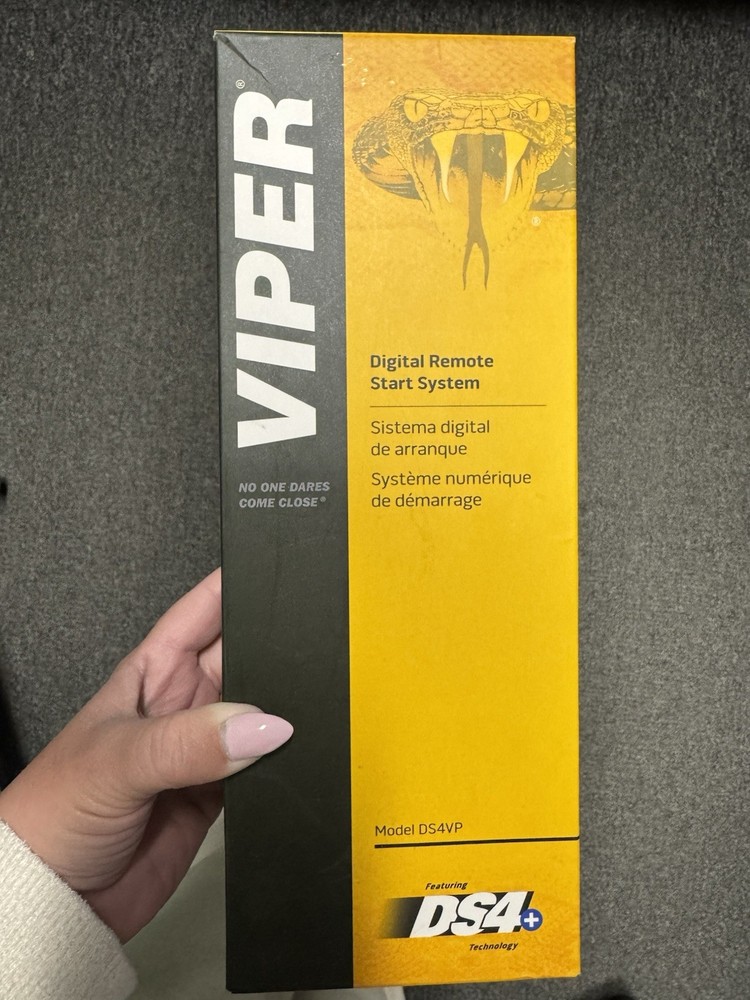 VIPER®
NO ONE DARES
COME CLOSE®
®
Digital Remote
Start System
Sistema digital
de arranque
Système numérique
de démarrage
Model DS4VP
Featuring
DS4+
Technology